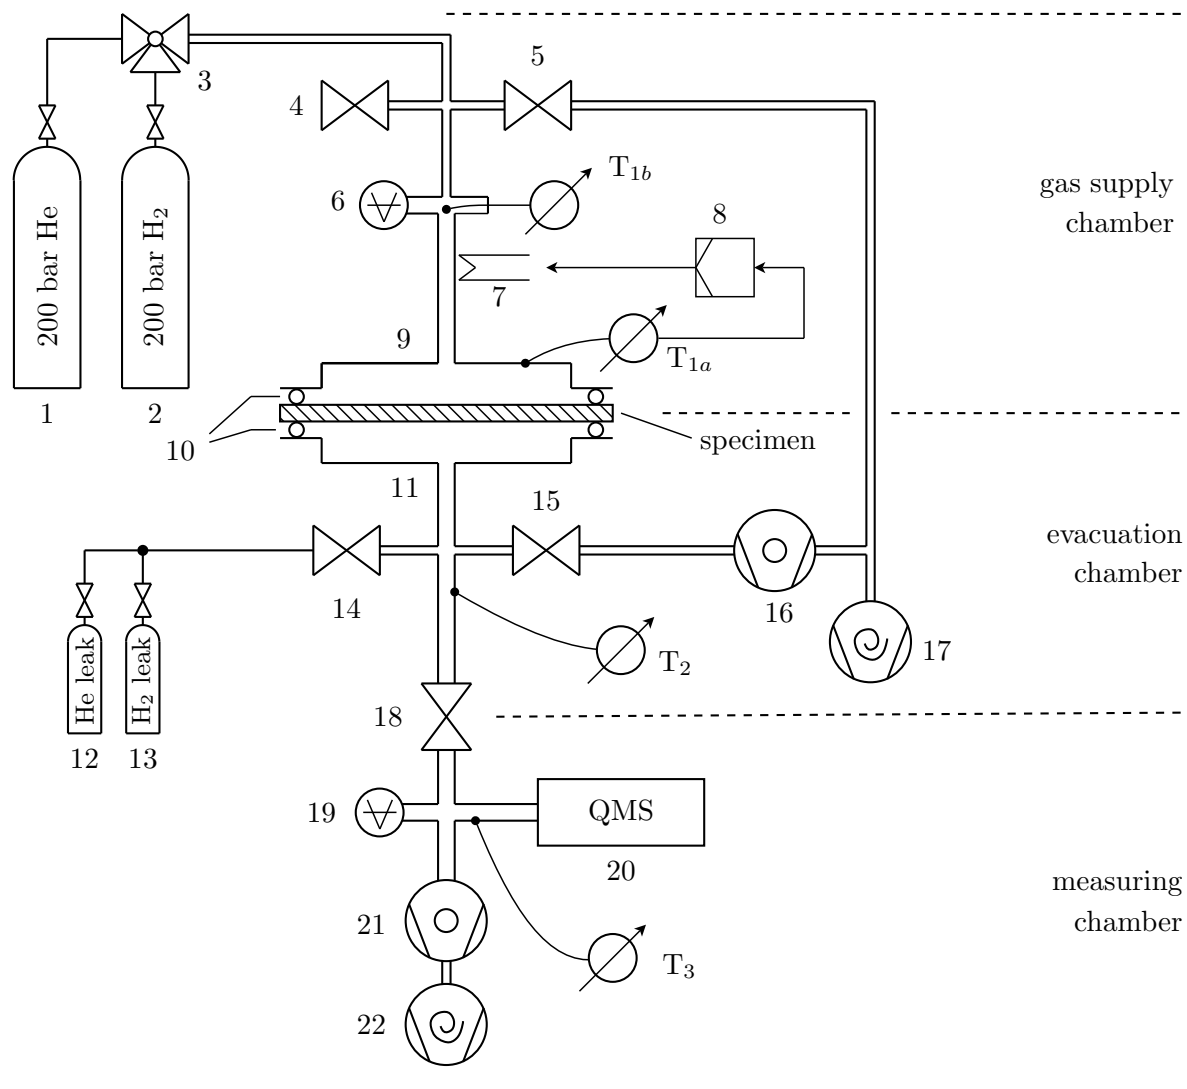 3
5
4
200 bar He
200 bar H₂
1
2
6
T₁b
gas supply
chamber
8
7
9
T₁a
10
specimen
11
15
evacuation
chamber
14
16
17
T₂
He leak
H₂ leak
12
13
18
19
QMS
20
measuring
chamber
21
T₃
22